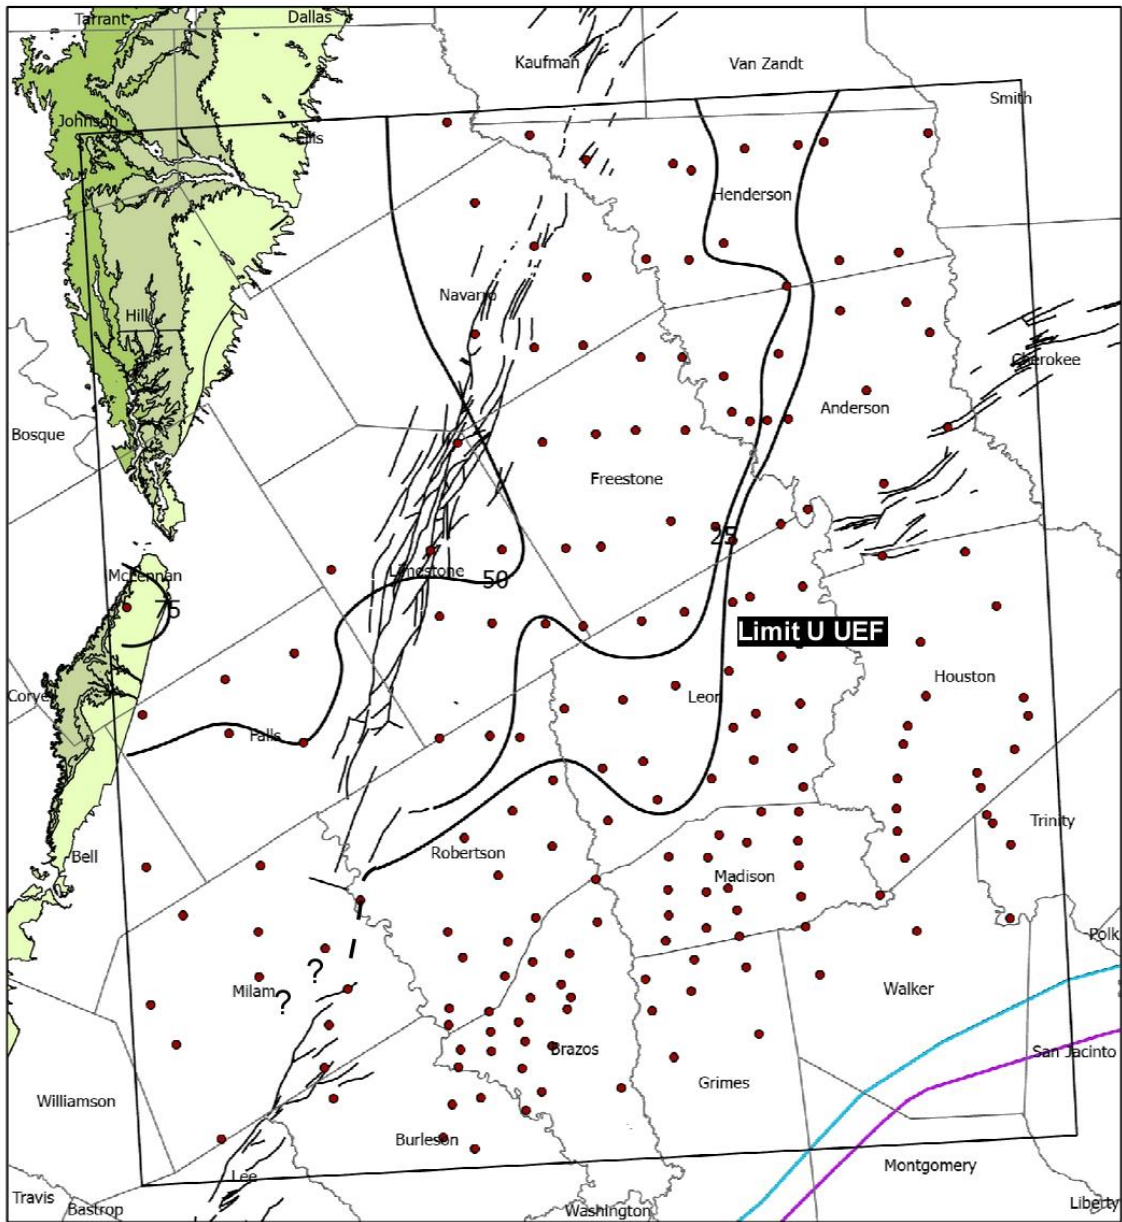 Tarrant
Dallas
Kaufman
Van Zandt
Smith
Johnson
Ellis
Henderson
Navarro
Hill
Cherokee
Anderson
Bosque
Freestone
25
Limestone
50
McLennan
75
Limit U UEF
Houston
Corye
Leon
Falls
Trinity
Bell
Robertson
Madison
Polk
?
Milam
?
Walker
San Jacinto
Brazos
Grimes
Williamson
Burleson
Montgomery
Lee
Travis
Bastrop
Washington
Liberty